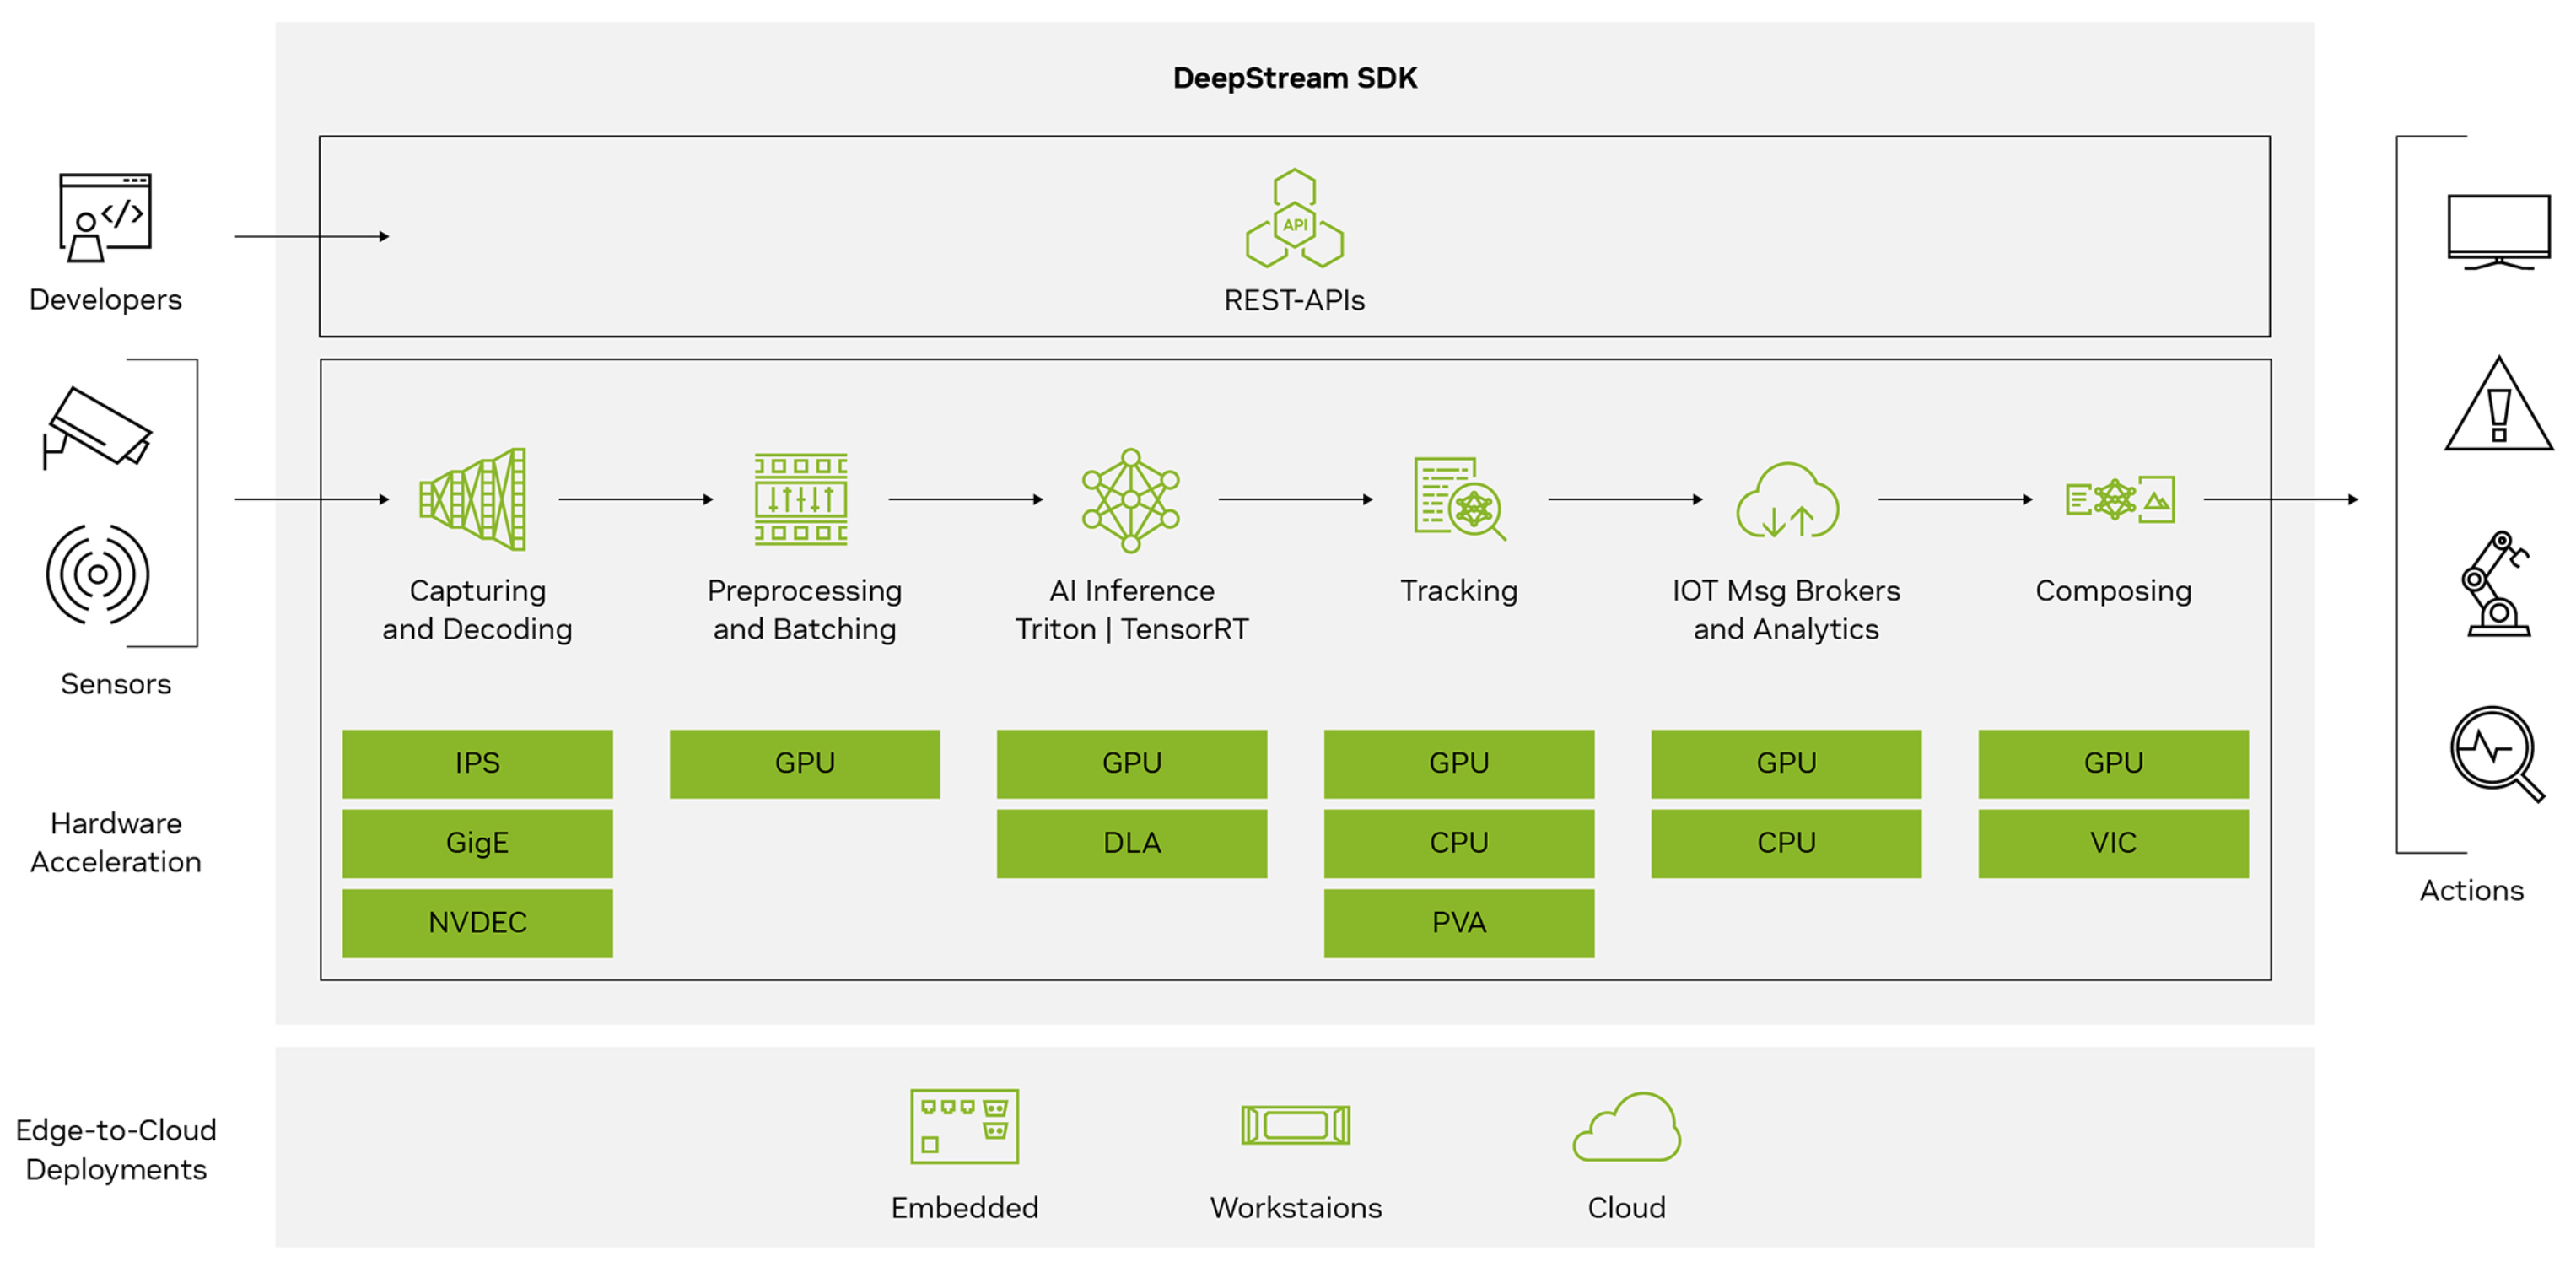 DeepStream SDK
Developers
API
REST-APIs
Sensors
Capturing
and Decoding
Preprocessing
and Batching
AI Inference
Triton | TensorRT
Tracking
IOT Msg Brokers
and Analytics
Composing
Hardware
Acceleration
IPS
GigE
NVDEC
GPU
GPU
DLA
GPU
CPU
PVA
GPU
CPU
GPU
VIC
Actions
Edge-to-Cloud
Deployments
Embedded
Workstaions
Cloud